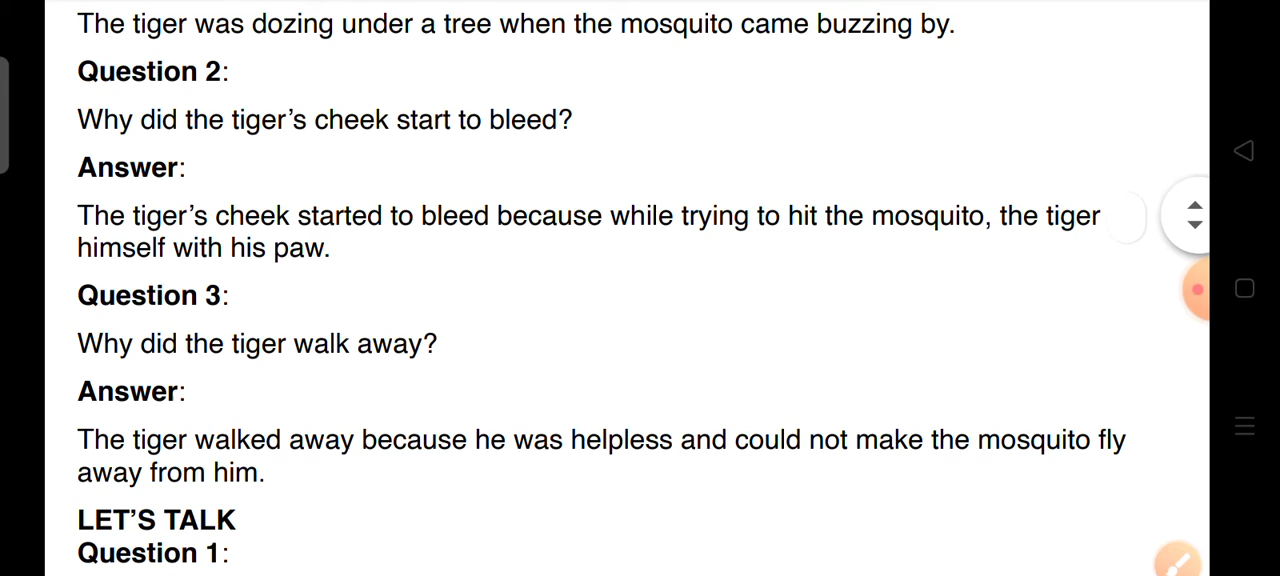 The tiger was dozing under a tree when the mosquito came buzzing by.
Question 2:
Why did the tiger’s cheek start to bleed?
Answer:
The tiger’s cheek started to bleed because while trying to hit the mosquito, the tiger
himself with his paw.
Question 3:
Why did the tiger walk away?
Answer:
The tiger walked away because he was helpless and could not make the mosquito fly
away from him.
LET’S TALK
Question 1: